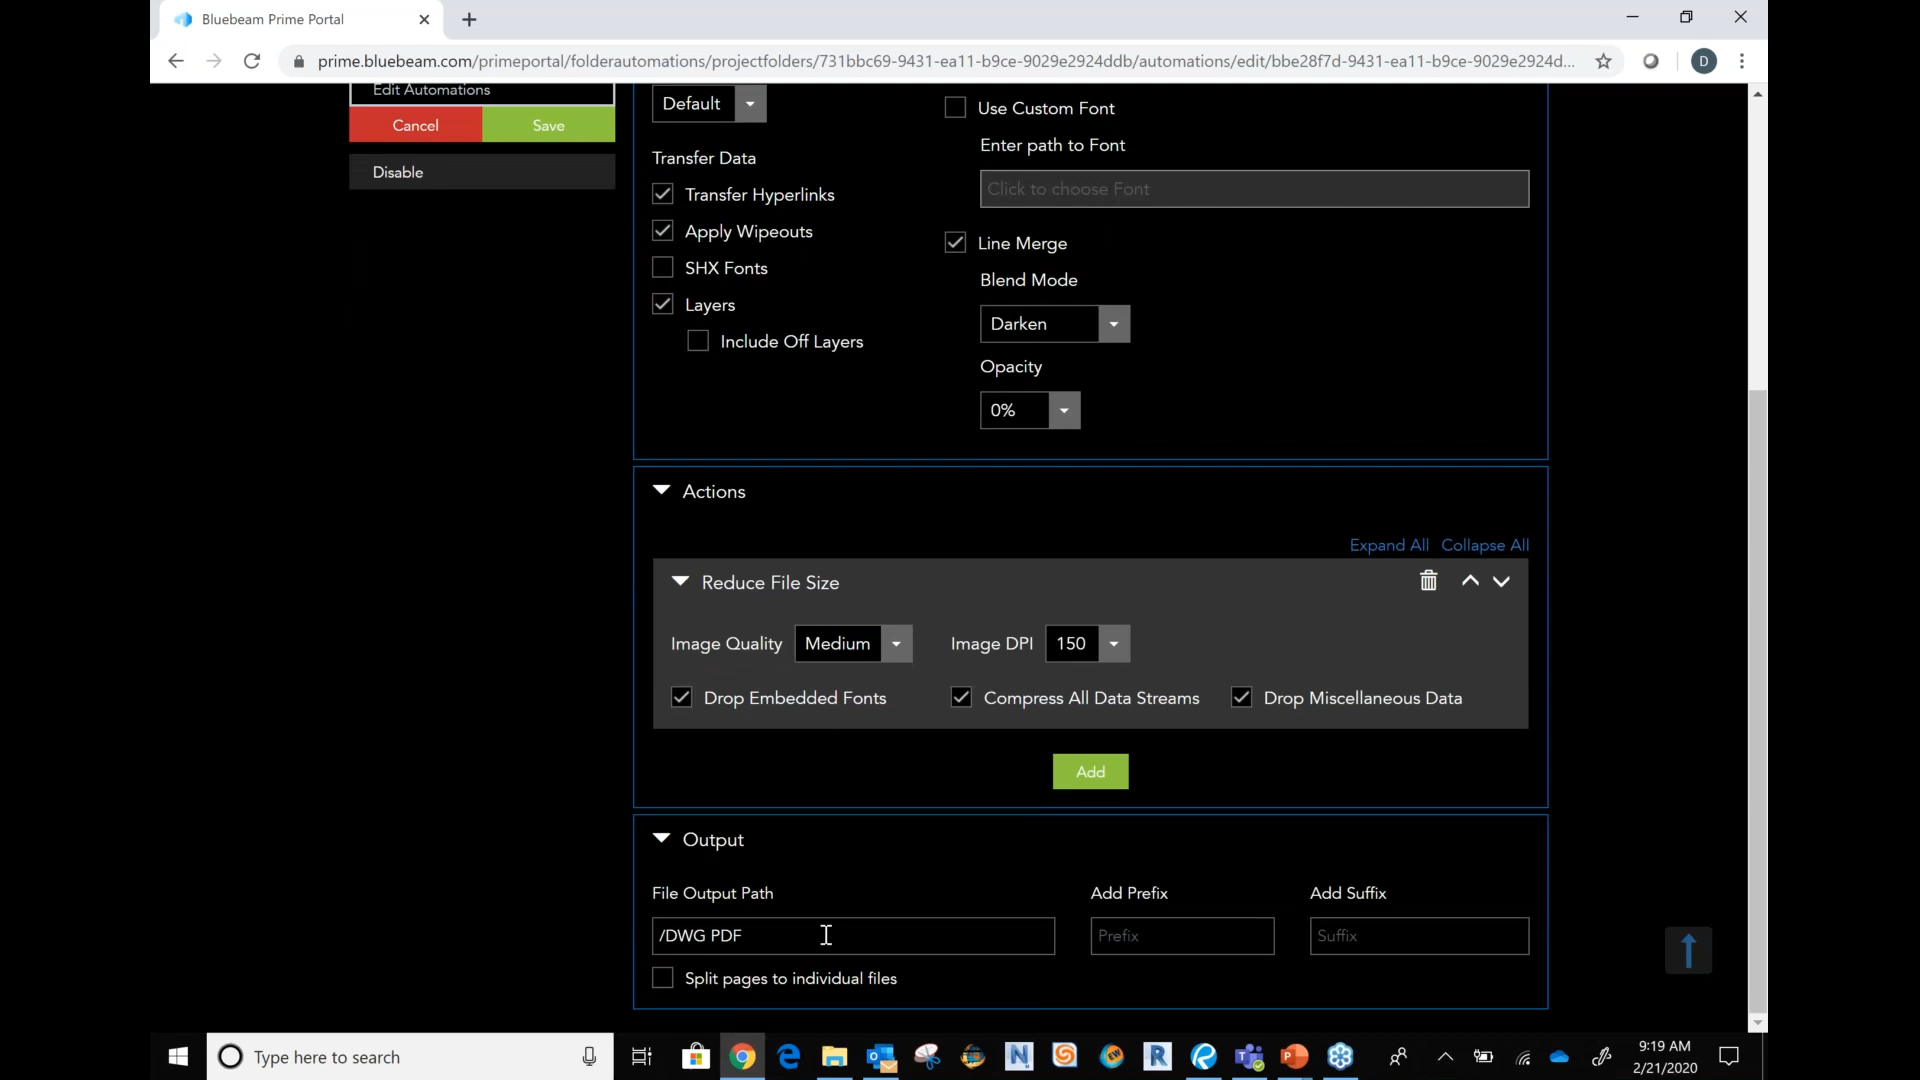 Bluebeam Prime Portal
prime.bluebeam.com/primeportal/folderautomations/projectfolders/731bbc69-9431-ea11-b9ce-9029e2924ddb/automations/edit/bbe28f7d-9431-ea11-b9ce-9029e2924d...
D
Edit Automations
Cancel
Save
Disable
Default
Transfer Data
Transfer Hyperlinks
Apply Wipeouts
SHX Fonts
Layers
Include Off Layers
Use Custom Font
Enter path to Font
Click to choose Font
Line Merge
Blend Mode
Darken
Opacity
0%
Actions
Expand All Collapse All
Reduce File Size
Image Quality Medium Image DPI 150
Drop Embedded Fonts Compress All Data Streams Drop Miscellaneous Data
Add
Output
File Output Path Add Prefix Add Suffix
/DWG PDF Prefix Suffix
Split pages to individual files
Type here to search
9:19 AM
2/21/2020